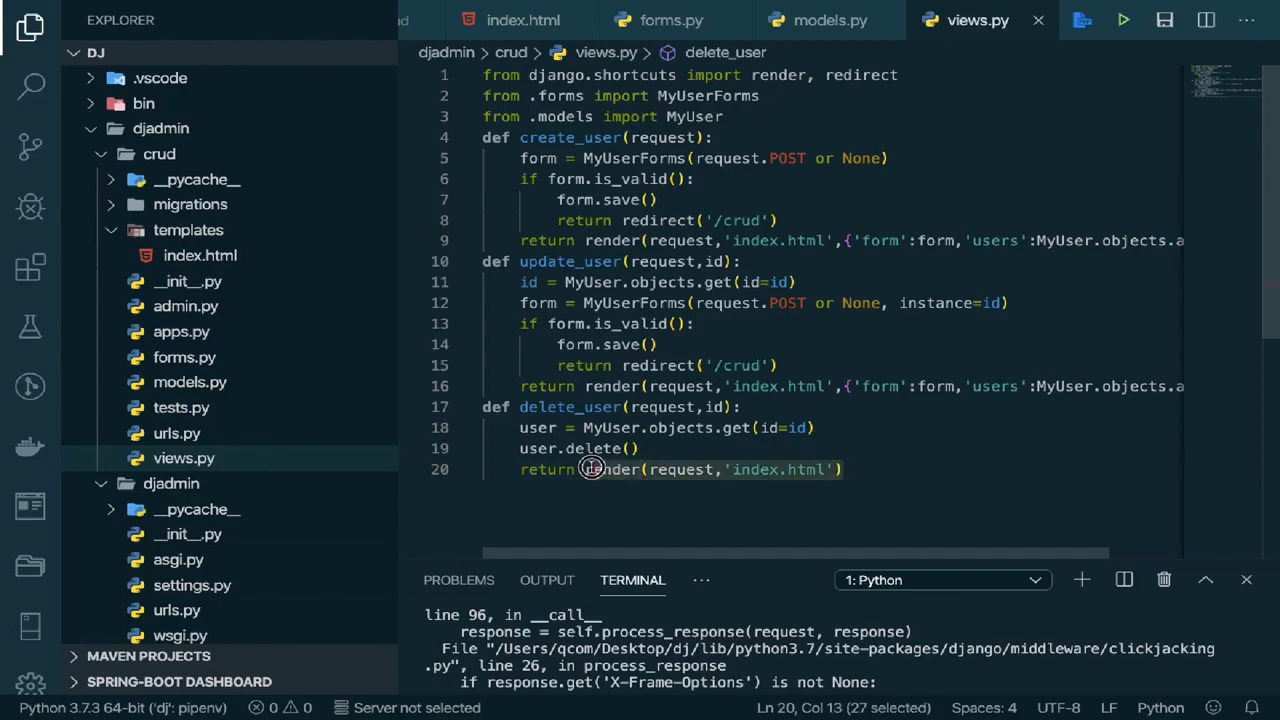 EXPLORER
DJ
.vscode
bin
djadmin
crud
__pycache__
migrations
templates
index.html
__init__.py
admin.py
apps.py
forms.py
models.py
tests.py
urls.py
views.py
djadmin
__pycache__
__init__.py
asgi.py
settings.py
urls.py
wsgi.py
MAVEN PROJECTS
SPRING-BOOT DASHBOARD
index.html forms.py models.py views.py
djadmin > crud > views.py > delete_user
1 from django.shortcuts import render, redirect
2 from .forms import MyUserForms
3 from .models import MyUser
4 def create_user(request):
5 form = MyUserForms(request.POST or None)
6 if form.is_valid():
7 form.save()
8 return redirect('/crud')
9 return render(request,'index.html',{'form':form,'users':MyUser.objects.a
10 def update_user(request,id):
11 id = MyUser.objects.get(id=id)
12 form = MyUserForms(request.POST or None, instance=id)
13 if form.is_valid():
14 form.save()
15 return redirect('/crud')
16 return render(request,'index.html',{'form':form,'users':MyUser.objects.a
17 def delete_user(request,id):
18 user = MyUser.objects.get(id=id)
19 user.delete()
20 return render(request,'index.html')
PROBLEMS OUTPUT TERMINAL ··· 1: Python
line 96, in __call__
response = self.process_response(request, response)
File "/Users/qcom/Desktop/dj/lib/python3.7/site-packages/django/middleware/clickjacking
.py", line 26, in process_response
if response.get('X-Frame-Options') is not None:
Python 3.7.3 64-bit ('dj': pipenv) 0 0 Server not selected Ln 20, Col 13 (27 selected) Spaces: 4 UTF-8 LF Python